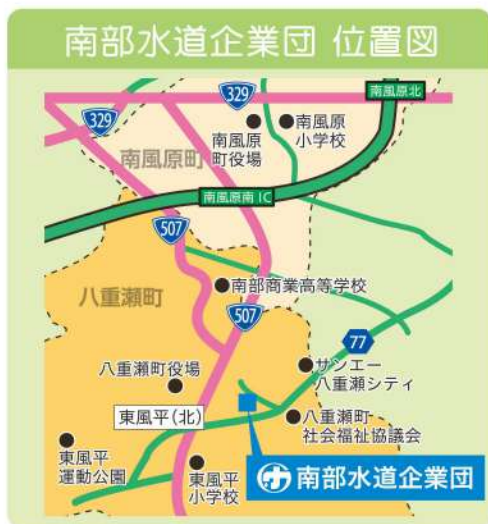 南部水道企業団 位置図
329
南風原北
329
南風原
町役場
南風原
小学校
南風原町
南風原南IC
507
南部商業高等学校
八重瀬町
507
77
八重瀬町役場
サンエー
八重瀬シティ
東風平(北)
八重瀬町
社会福祉協議会
東風平
運動公園
東風平
小学校
南部水道企業団